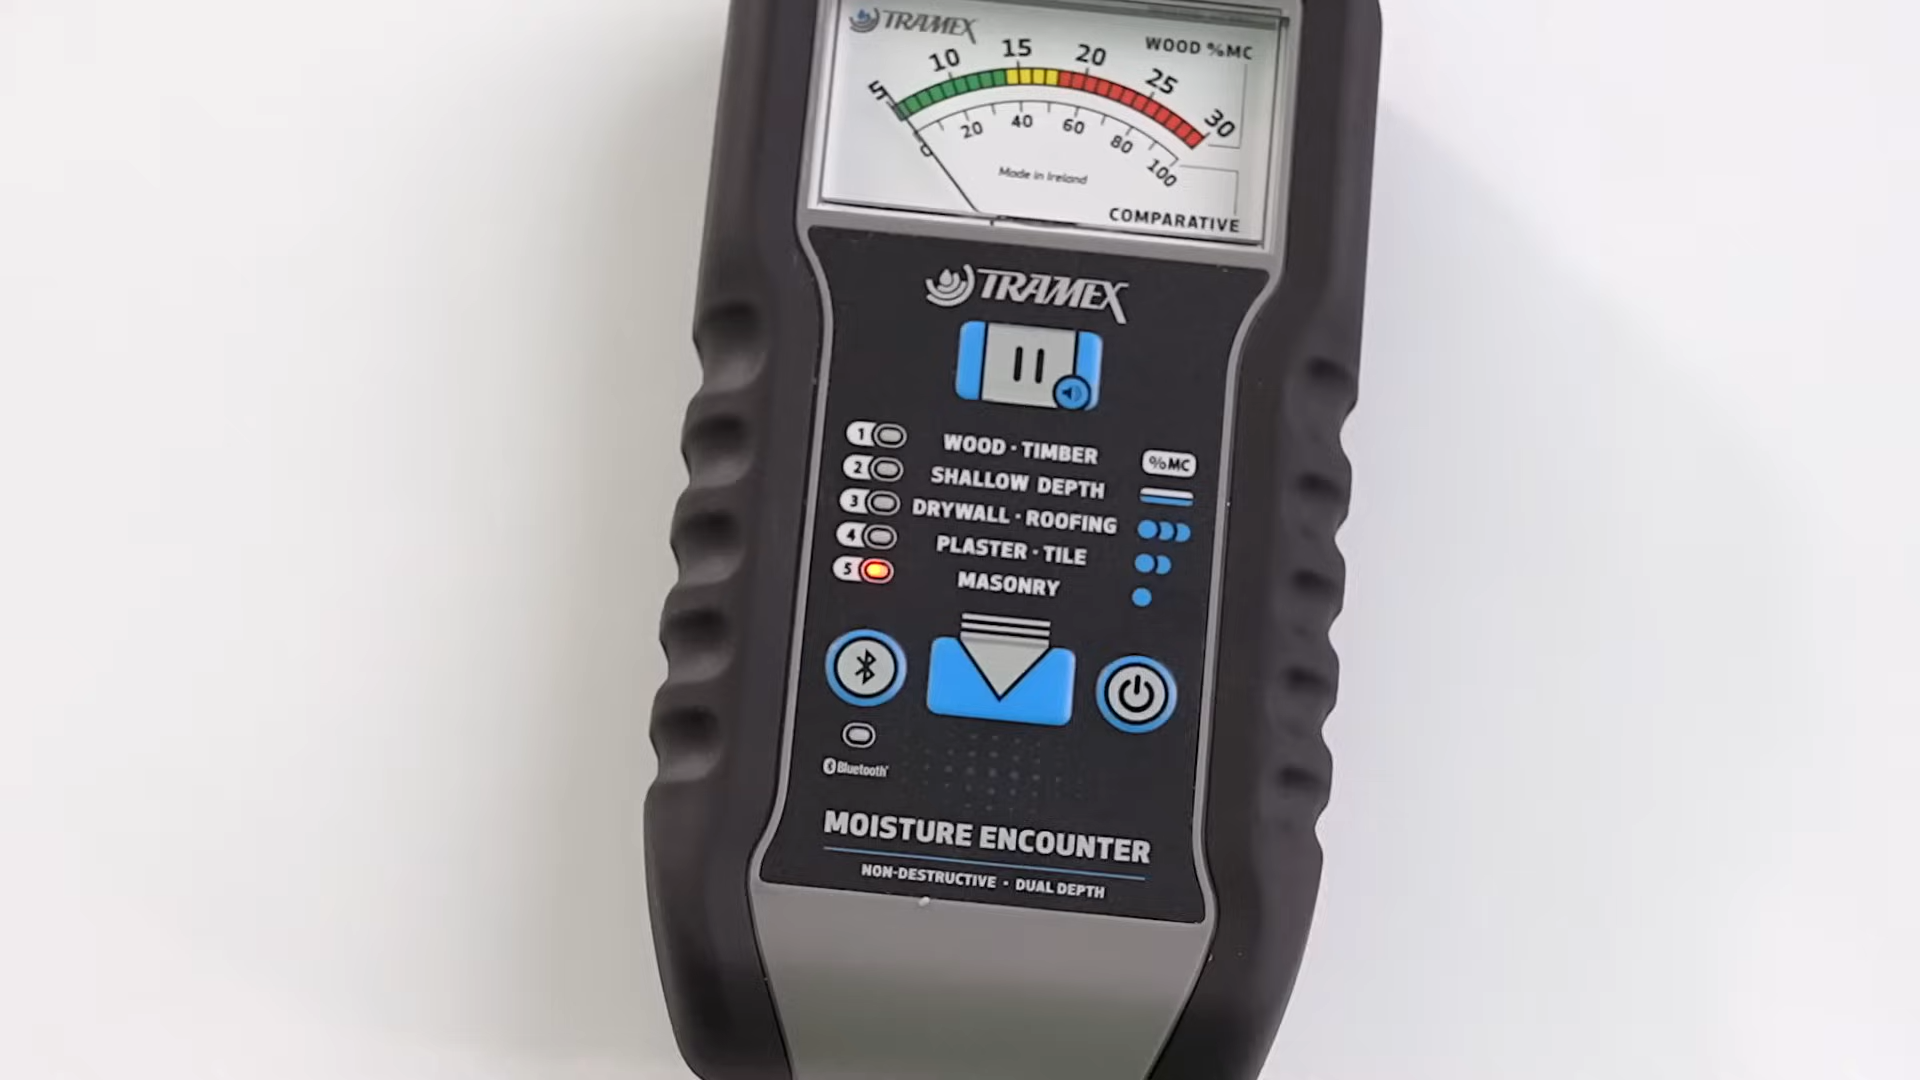 TRAMEX
WOOD %MC
5 10 15 20 25 30
0 20 40 60 80 100
Made in Ireland
COMPARATIVE
TRAMEX
1 WOOD · TIMBER %MC
2 SHALLOW DEPTH
3 DRYWALL · ROOFING
4 PLASTER · TILE
5 MASONRY
Bluetooth
MOISTURE ENCOUNTER
NON-DESTRUCTIVE · DUAL DEPTH